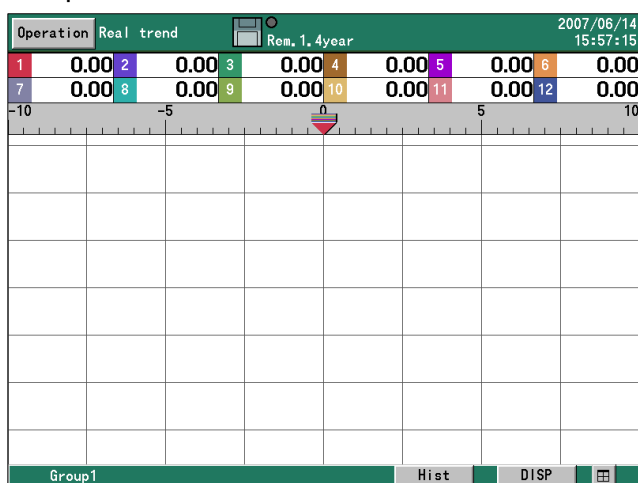 Operation Real trend Rem.1.4year 2007/06/14
15:57:15
1 0.00 2 0.00 3 0.00 4 0.00 5 0.00 6 0.00
7 0.00 8 0.00 9 0.00 10 0.00 11 0.00 12 0.00
-10 -5 0 5 10
Group1 Hist DISP